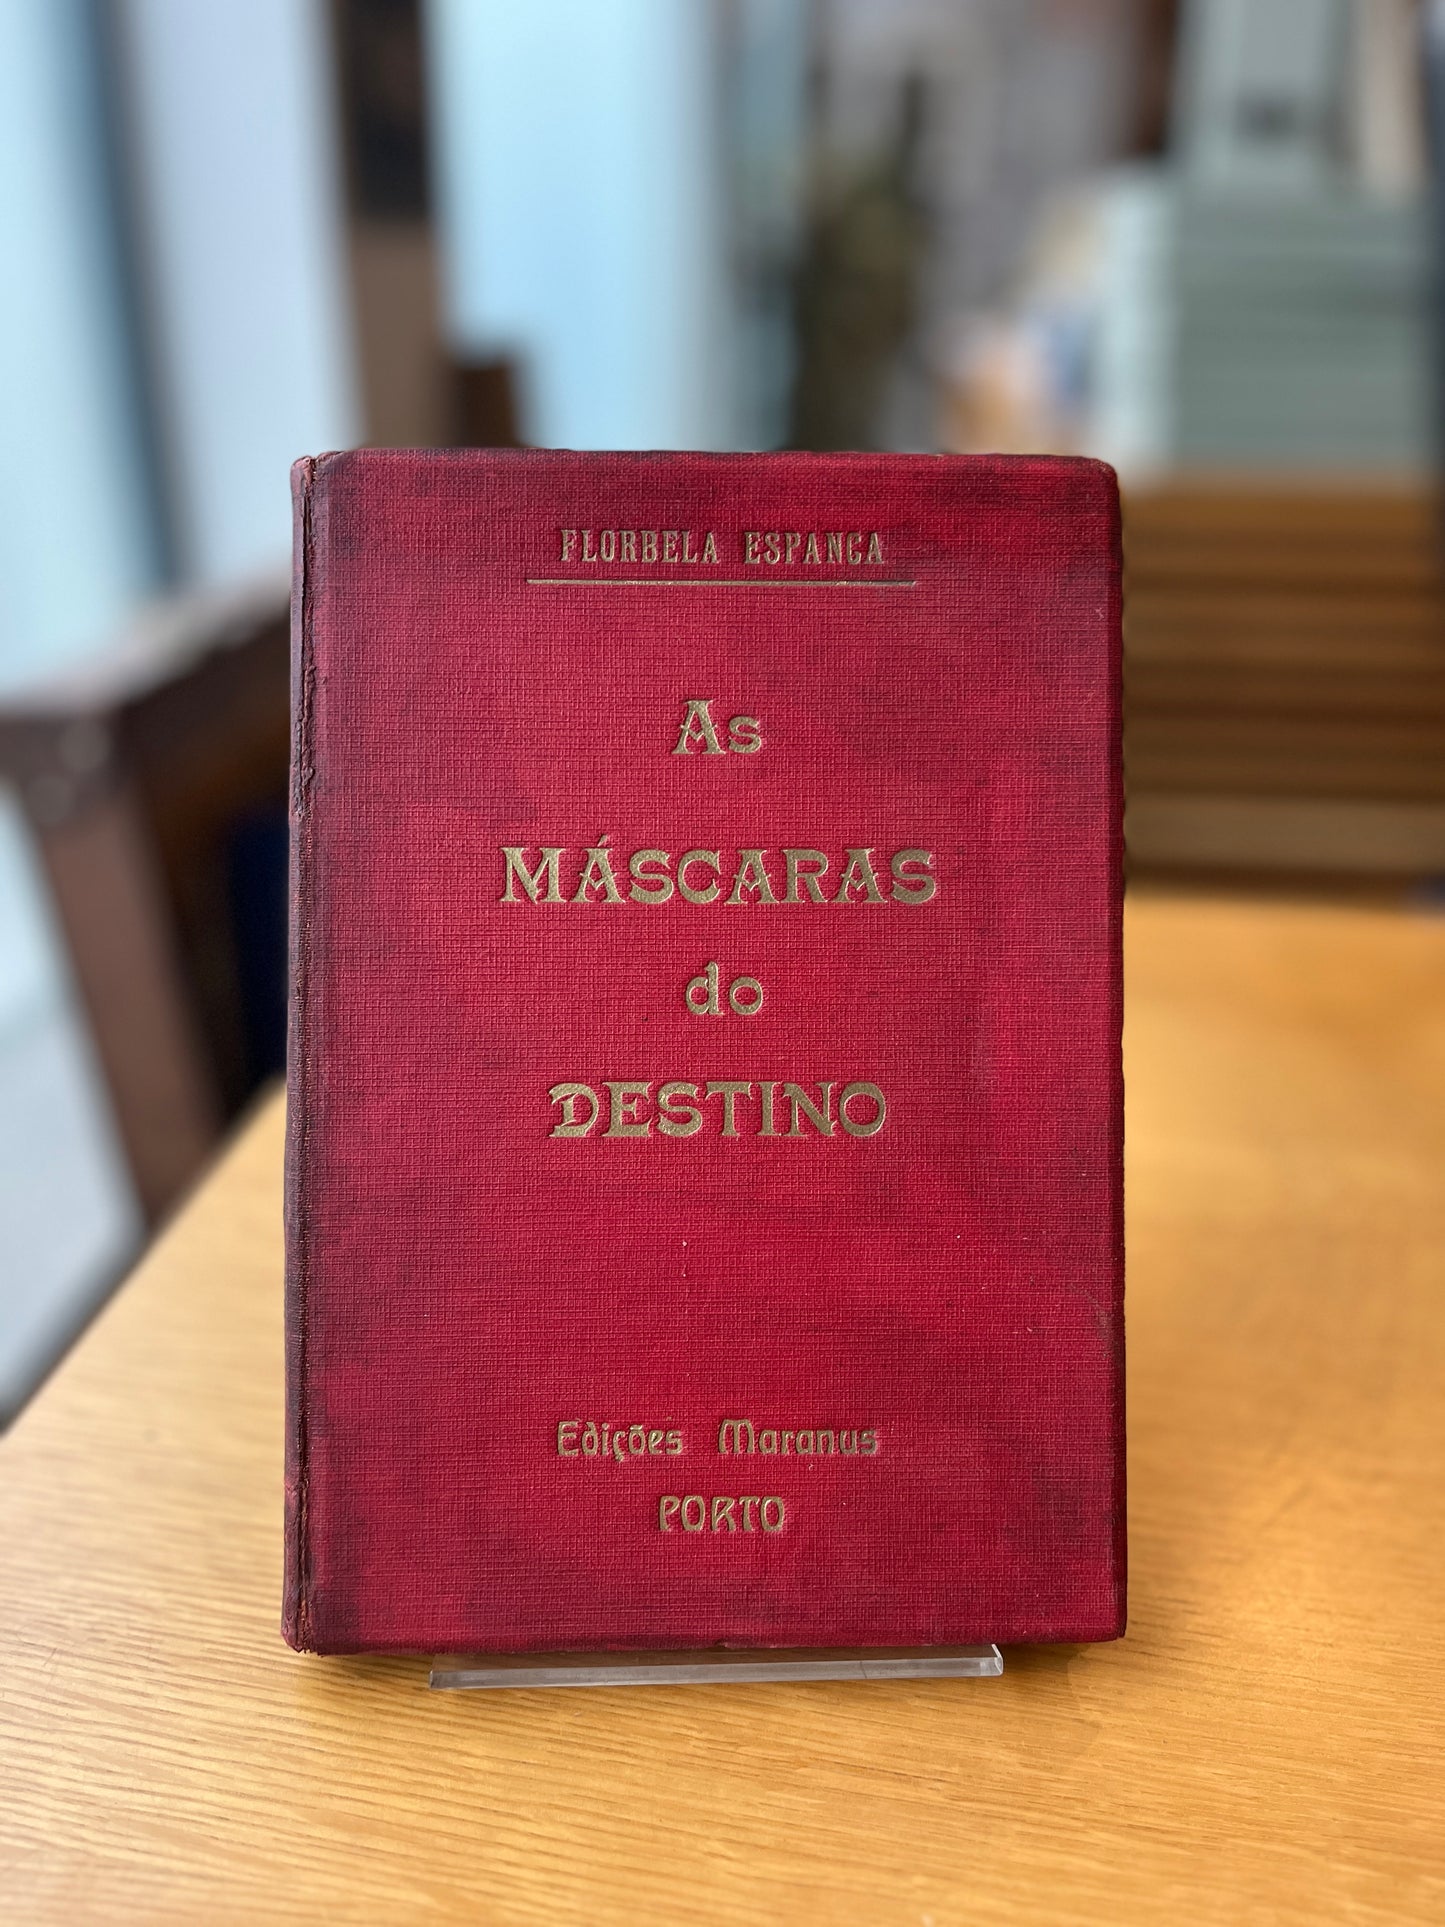 FLORBELA ESPANCA
As
MÁSCARAS
do
DESTINO
Edições Maranus
PORTO